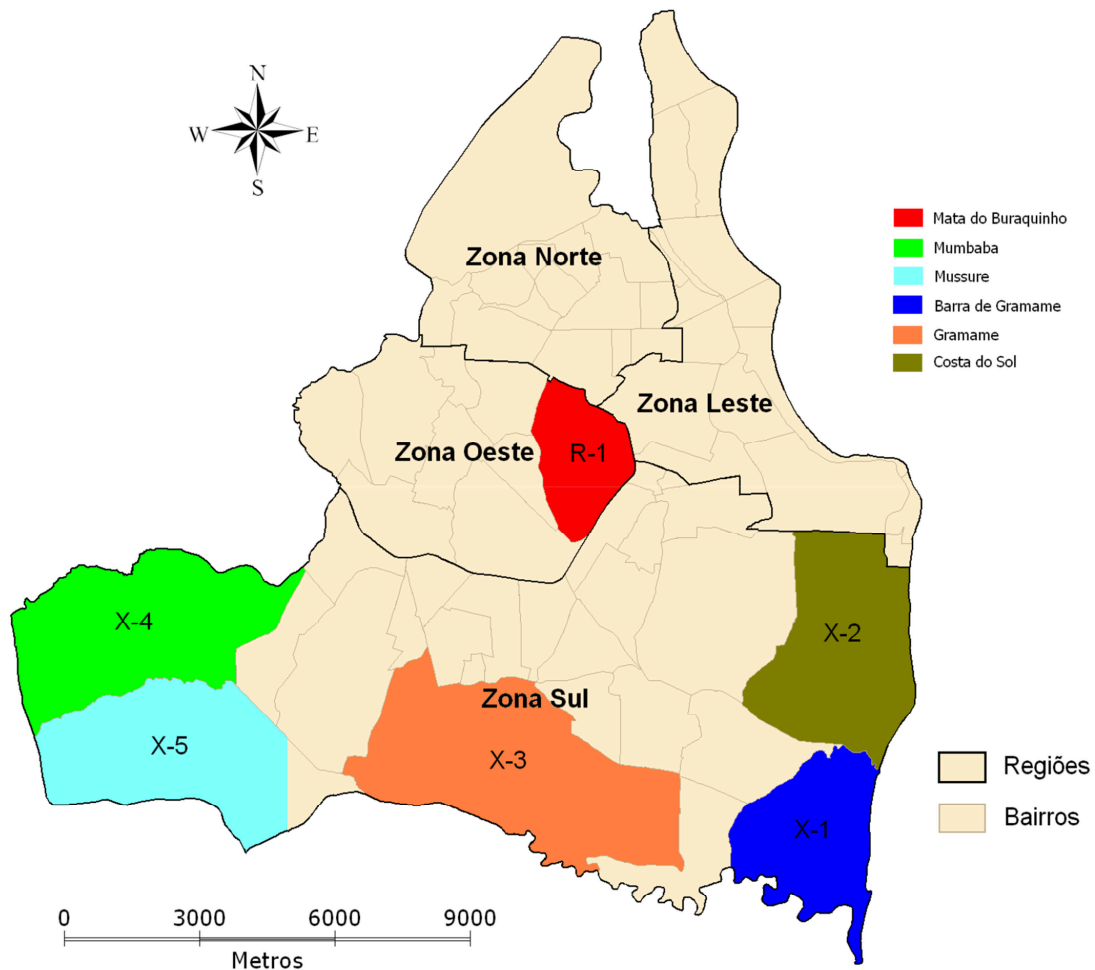 N
W E
S
Zona Norte
Mata do Buraquinho
Mumbaba
Mussure
Barra de Gramame
Gramame
Costa do Sol
Zona Leste
Zona Oeste
R-1
X-4
X-2
Zona Sul
X-5
X-3
Regiões
Bairros
X-1
0 3000 6000 9000
Metros